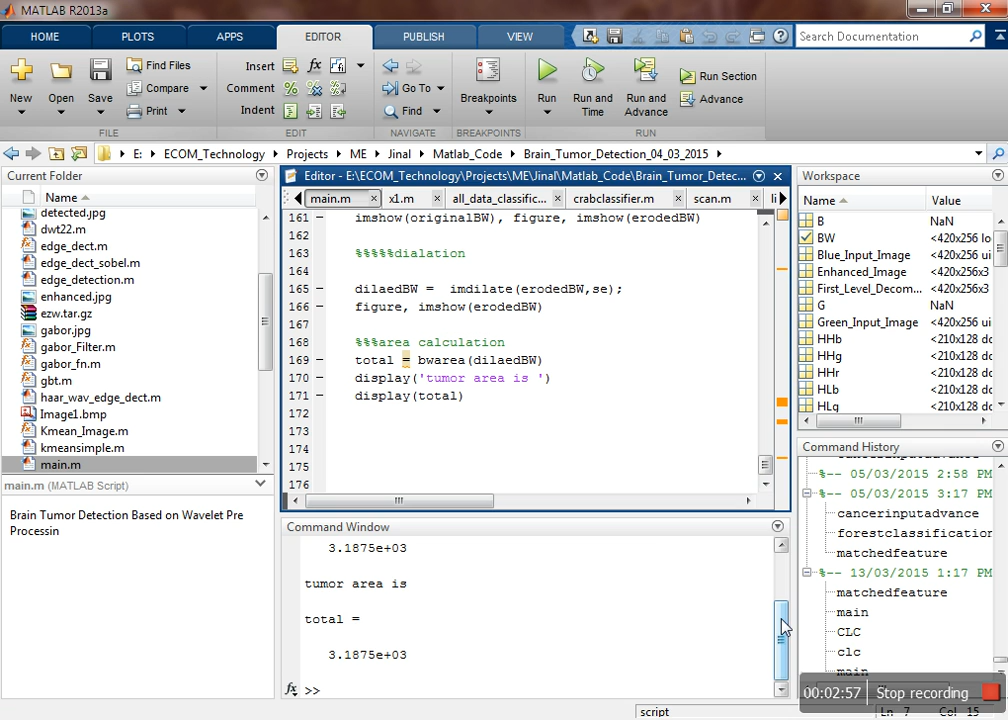 MATLAB R2013a
HOME PLOTS APPS EDITOR PUBLISH VIEW Search Documentation
New Open Save Find Files Compare Print
Insert Comment Indent
Go To Find
Breakpoints
Run Run and Time Run and Advance Run Section Advance
FILE EDIT NAVIGATE BREAKPOINTS RUN
E: ECOM_Technology Projects ME Jinal Matlab_Code Brain_Tumor_Detection_04_03_2015
Current Folder
Name
detected.jpg
dwt22.m
edge_dect.m
edge_dect_sobel.m
edge_detection.m
enhanced.jpg
ezw.tar.gz
gabor.jpg
gabor_Filter.m
gabor_fn.m
gbt.m
haar_wav_edge_dect.m
Image1.bmp
Kmean_Image.m
kmeansimple.m
main.m
main.m (MATLAB Script)
Brain Tumor Detection Based on Wavelet Pre
Processin
Editor - E:\ECOM_Technology\Projects\ME\Jinal\Matlab_Code\Brain_Tumor_Detec...
main.m x1.m all_data_classific... crabclassifier.m scan.m li
161 imshow(originalBW), figure, imshow(erodedBW)
162
163 %%%%%dialation
164
165 dilaedBW = imdilate(erodedBW,se);
166 figure, imshow(erodedBW)
167
168 %%%area calculation
169 total = bwarea(dilaedBW)
170 display('tumor area is ')
171 display(total)
172
173
174
175
176
Command Window
3.1875e+03
tumor area is
total =
3.1875e+03
fx >>
Workspace
Name Value
B NaN
BW <420x256 lo
Blue_Input_Image <420x256 ui
Enhanced_Image <420x256x3
First_Level_Decom... <420x256x3
G NaN
Green_Input_Image <420x256 ui
HHb <210x128 dc
HHg <210x128 dc
HHr <210x128 dc
HLb <210x128 dc
HLg <210x128 dc
Command History
cancerinputadvance
%-- 05/03/2015 2:58 PM
%-- 05/03/2015 3:17 PM
cancerinputadvance
forestclassification
matchedfeature
%-- 13/03/2015 1:17 PM
matchedfeature
main
CLC
clc
main
00:02:57 Stop recording
script Ln 7 Col 15